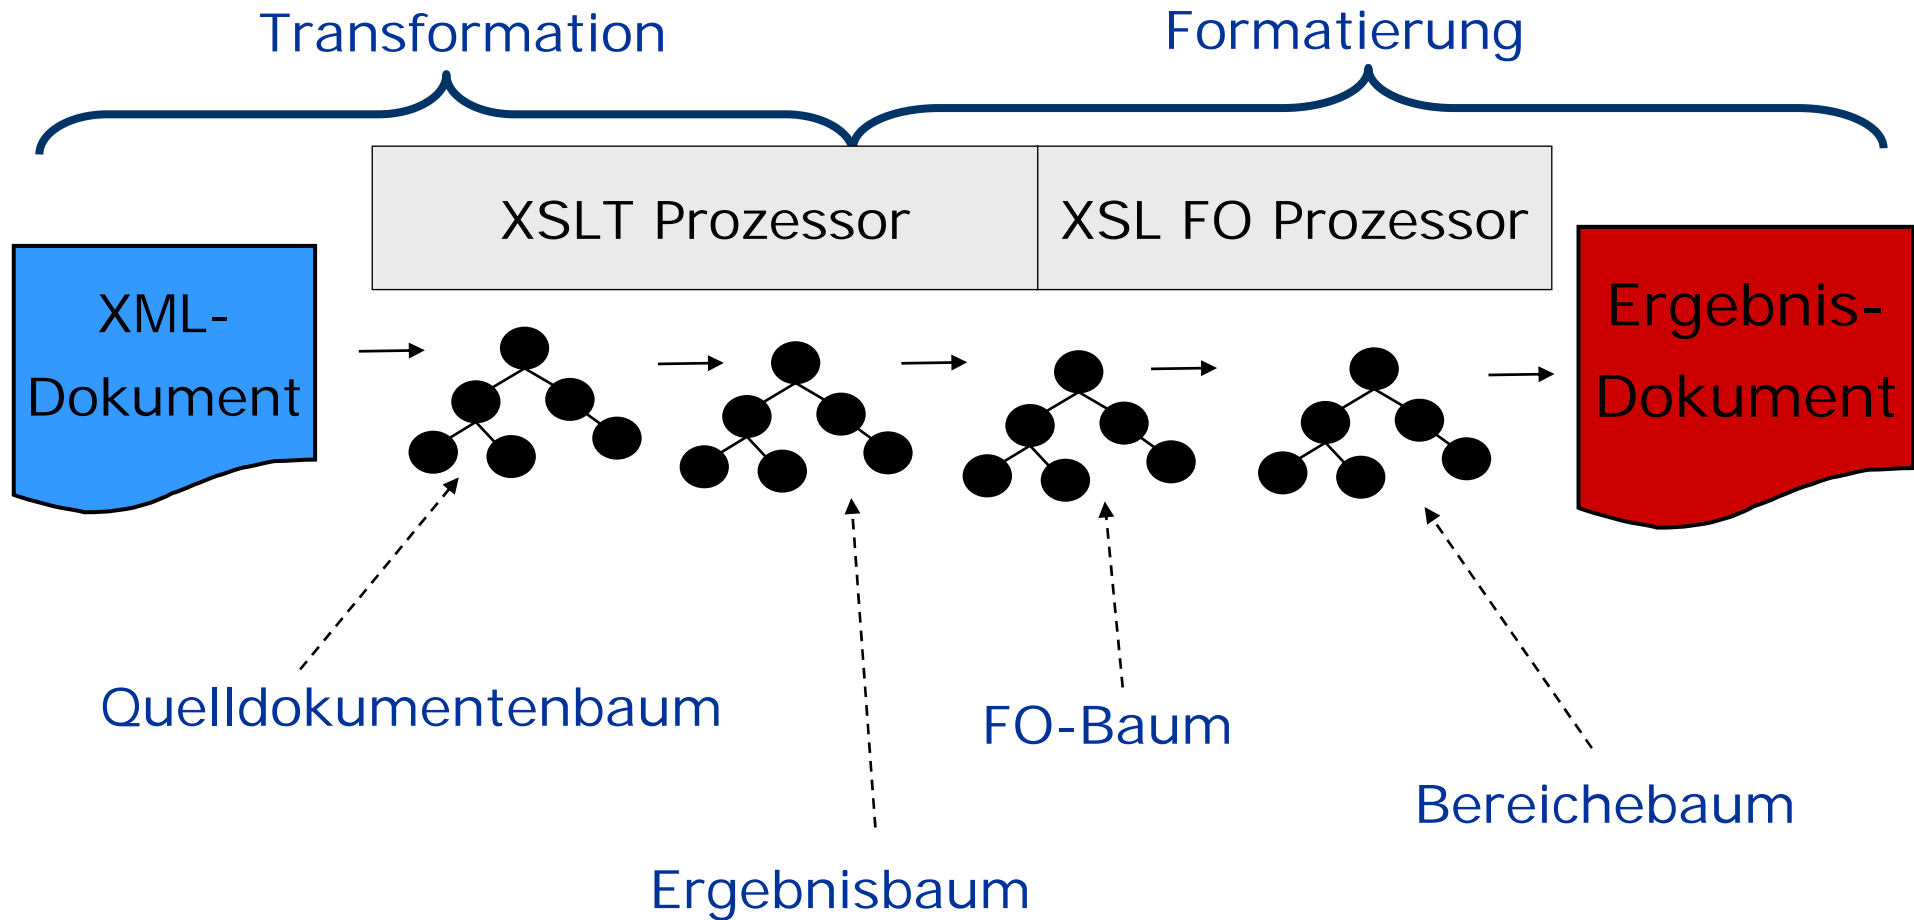 Transformation
Formatierung
XSLT Prozessor
XSL FO Prozessor
XML-
Dokument
Ergebnis-
Dokument
Quelldokumentenbaum
FO-Baum
Bereichebaum
Ergebnisbaum